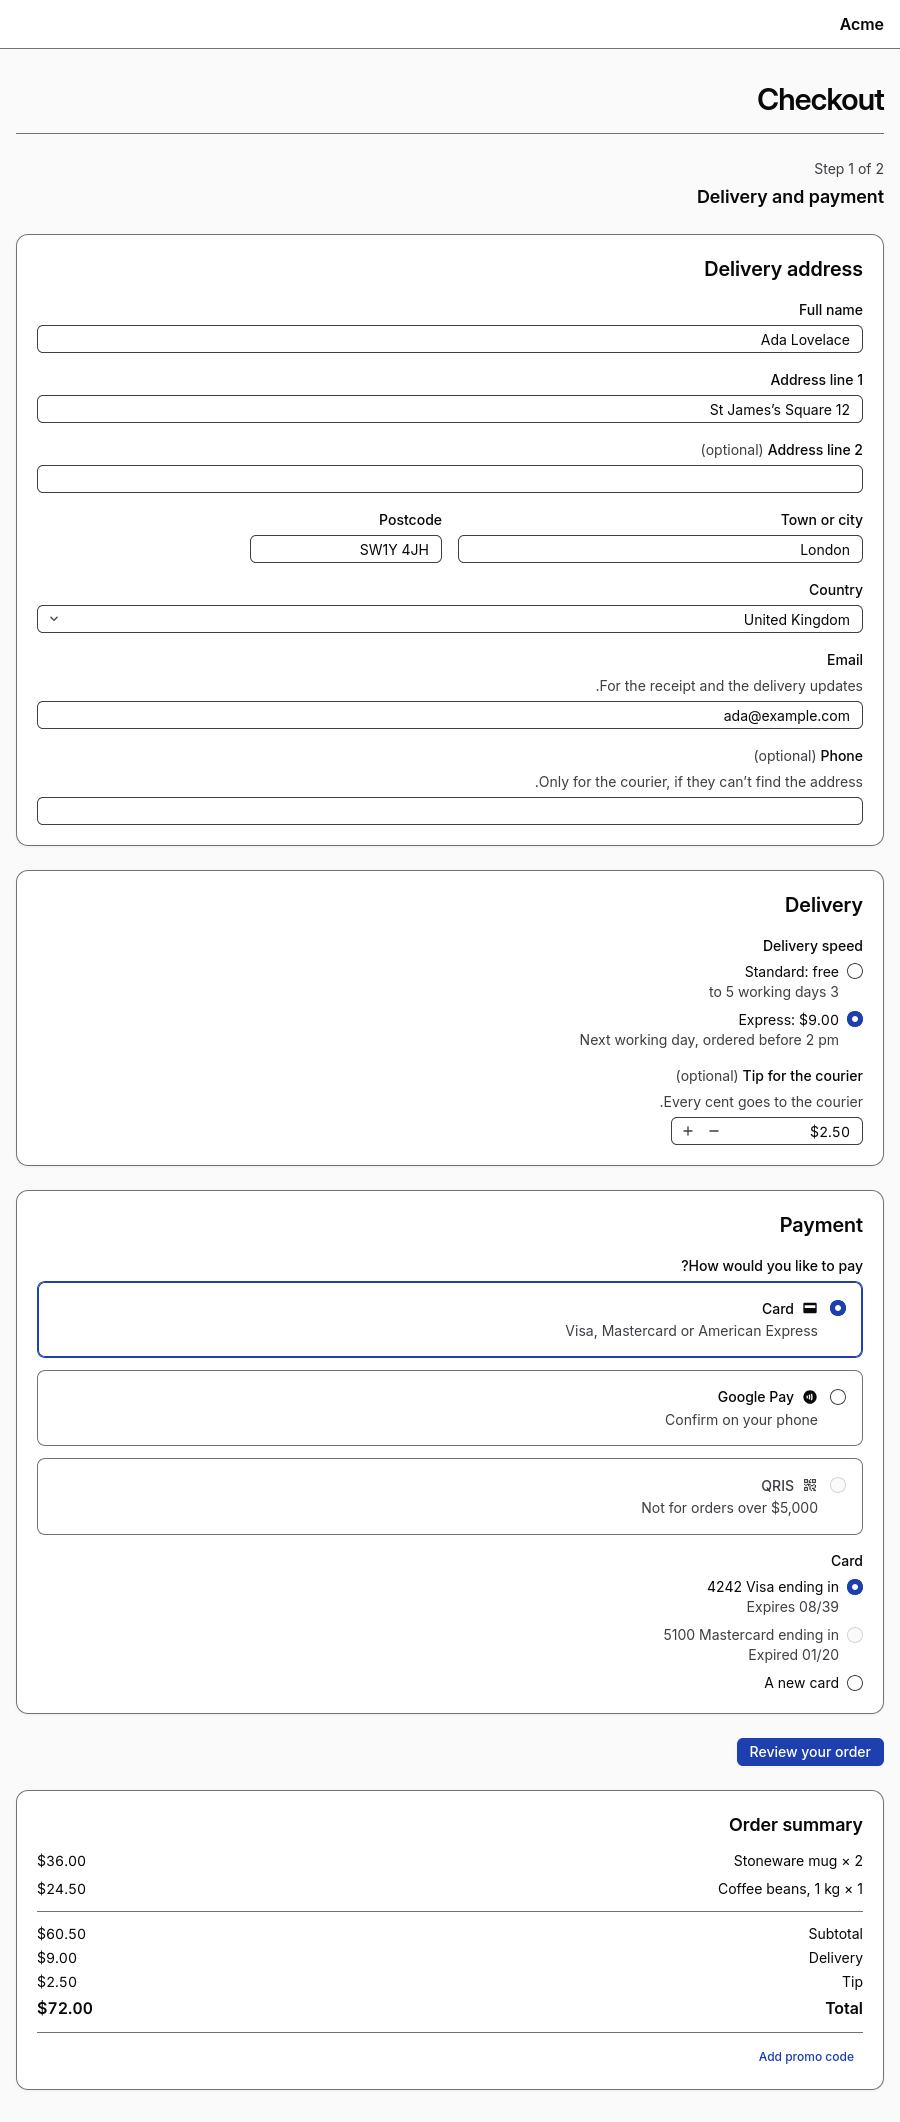 Acme
Checkout
Step 1 of 2
Delivery and payment
Delivery address
Full name
Ada Lovelace
Address line 1
St James’s Square 12
(optional) Address line 2
Town or city
London
Postcode
SW1Y 4JH
Country
United Kingdom
Email
.For the receipt and the delivery updates
ada@example.com
(optional) Phone
.Only for the courier, if they can’t find the address
Delivery
Delivery speed
Standard: free
to 5 working days 3
Express: $9.00
Next working day, ordered before 2 pm
(optional) Tip for the courier
.Every cent goes to the courier
$2.50
Payment
?How would you like to pay
Card
Visa, Mastercard or American Express
Google Pay
Confirm on your phone
QRIS
Not for orders over $5,000
Card
4242 Visa ending in
Expires 08/39
5100 Mastercard ending in
Expired 01/20
A new card
Review your order
Order summary
Stoneware mug × 2
$36.00
Coffee beans, 1 kg × 1
$24.50
Subtotal
$60.50
Delivery
$9.00
Tip
$2.50
Total
$72.00
Add promo code